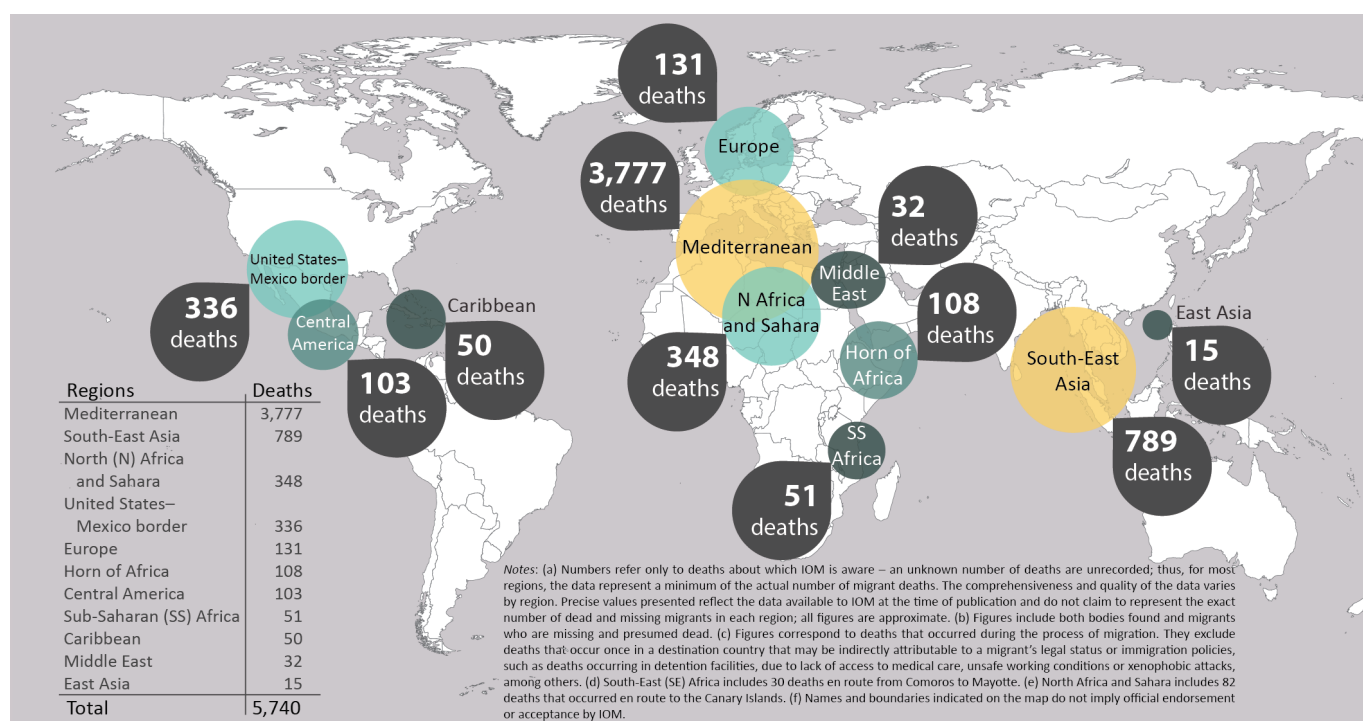 131
deaths
Europe
3,777
deaths
32
deaths
Mediterranean
United States–
Mexico border
Middle
East
N Africa
and Sahara
336
deaths
Central
America
Caribbean
50
deaths
103
deaths
348
deaths
108
deaths
Horn of
Africa
South-East
Asia
East Asia
15
deaths
789
deaths
SS
Africa
51
deaths
Regions Deaths
Mediterranean 3,777
South-East Asia 789
North (N) Africa
and Sahara 348
United States–
Mexico border 336
Europe 131
Horn of Africa 108
Central America 103
Sub-Saharan (SS) Africa 51
Caribbean 50
Middle East 32
East Asia 15
Total 5,740
Notes: (a) Numbers refer only to deaths about which IOM is aware – an unknown number of deaths are unrecorded; thus, for most
regions, the data represent a minimum of the actual number of migrant deaths. The comprehensiveness and quality of the data varies
by region. Precise values presented reflect the data available to IOM at the time of publication and do not claim to represent the exact
number of dead and missing migrants in each region; all figures are approximate. (b) Figures include both bodies found and migrants
who are missing and presumed dead. (c) Figures correspond to deaths that occurred during the process of migration. They exclude
deaths that occur once in a destination country that may be indirectly attributable to a migrant's legal status or immigration policies,
such as deaths occurring in detention facilities, due to lack of access to medical care, unsafe working conditions or xenophobic attacks,
among others. (d) South-East (SE) Africa includes 30 deaths en route from Comoros to Mayotte. (e) North Africa and Sahara includes 82
deaths that occurred en route to the Canary Islands. (f) Names and boundaries indicated on the map do not imply official endorsement
or acceptance by IOM.